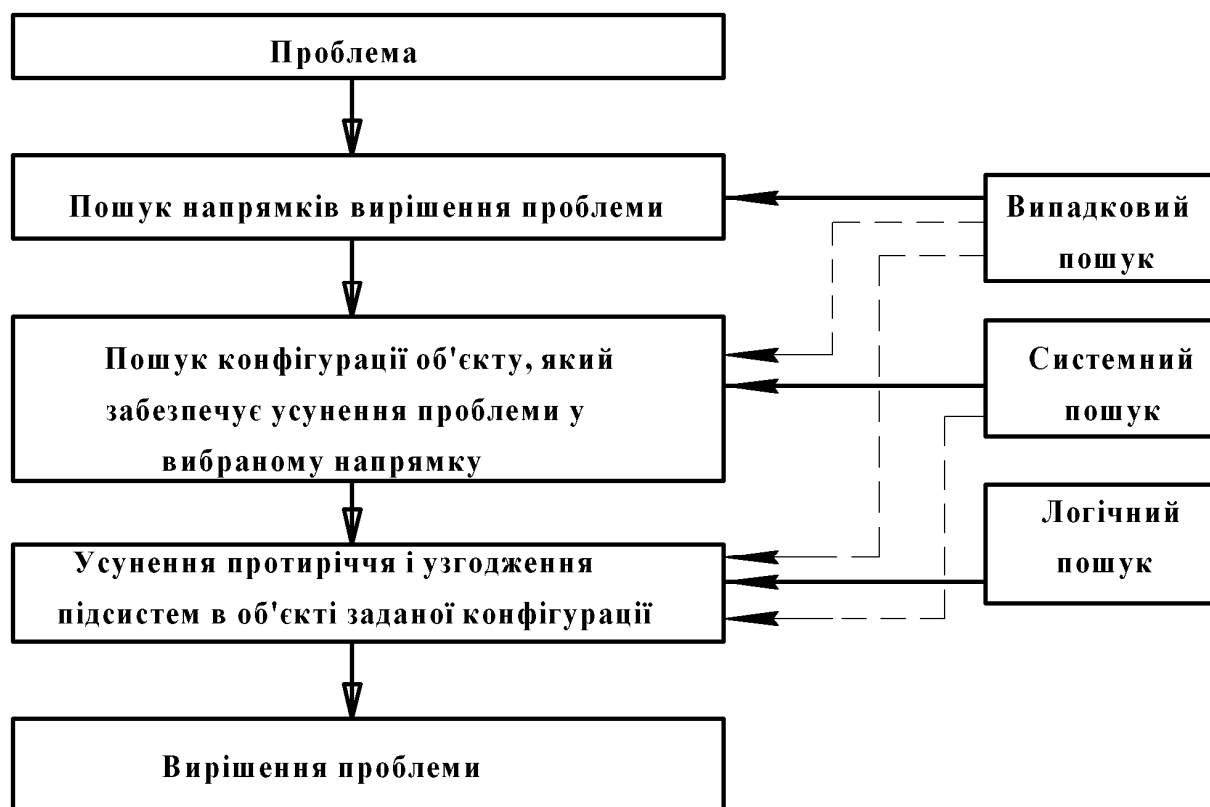 Проблема
Пошук напрямків вирішення проблеми
Випадковий
пошук
Пошук конфігурації об'єкту, який
забезпечує усунення проблеми у
вибраному напрямку
Системний
пошук
Логічний
пошук
Усунення протиріччя і узгодження
підсистем в об'єкті заданої конфігурації
Вирішення проблеми